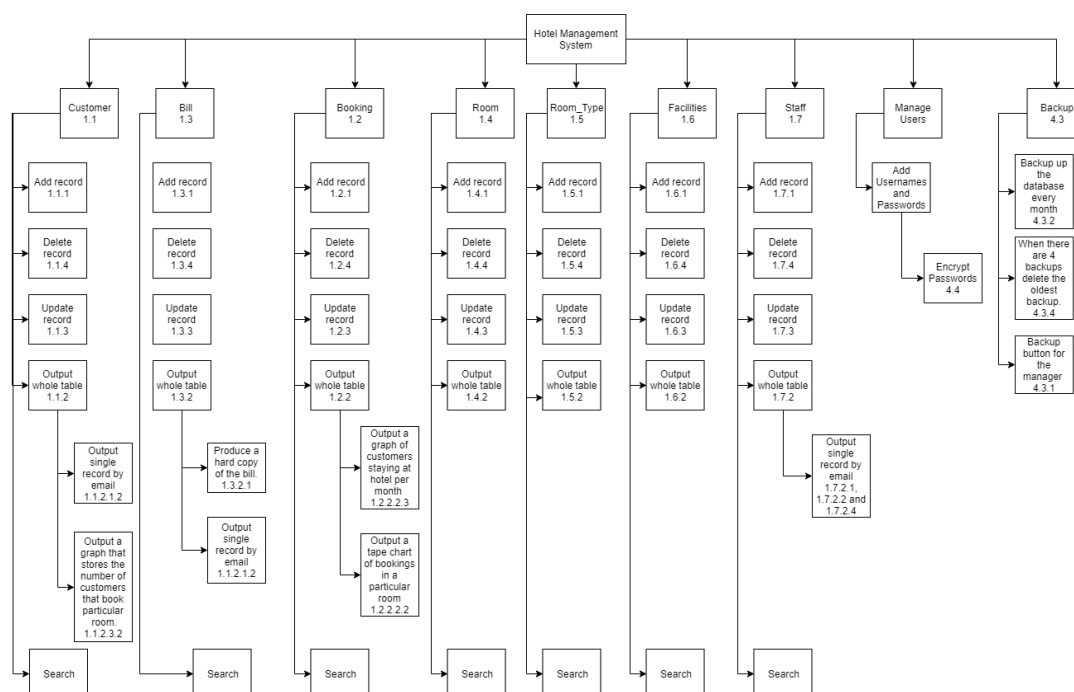 Hotel Management
System
Customer
1.1
Bill
1.3
Booking
1.2
Room
1.4
Room_Type
1.5
Facilities
1.6
Staff
1.7
Manage
Users
Backup
4.3
Add record
1.1.1
Add record
1.3.1
Add record
1.2.1
Add record
1.4.1
Add record
1.5.1
Add record
1.6.1
Add record
1.7.1
Add
Usernames
and
Passwords
Backup up
the
database
every
month
4.3.2
Delete
record
1.1.4
Delete
record
1.3.4
Delete
record
1.2.4
Delete
record
1.4.4
Delete
record
1.5.4
Delete
record
1.6.4
Delete
record
1.7.4
Encrypt
Passwords
4.4
When there
are 4
backups
delete the
oldest
backup.
4.3.4
Update
record
1.1.3
Update
record
1.3.3
Update
record
1.2.3
Update
record
1.4.3
Update
record
1.5.3
Update
record
1.6.3
Update
record
1.7.3
Output
whole table
1.1.2
Output
whole table
1.3.2
Output
whole table
1.2.2
Output
whole table
1.4.2
Output
whole table
1.5.2
Output
whole table
1.6.2
Output
whole table
1.7.2
Backup
button for
the
manager
4.3.1
Output
single
record by
email
1.1.2.1.2
Produce a
hard copy
of the bill.
1.3.2.1
Output a
graph of
customers
staying at
hotel per
month
1.2.2.2.3
Output
single
record by
email
1.7.2.1,
1.7.2.2 and
1.7.2.4
Output a
graph that
stores the
number of
customers
that book
particular
room.
1.1.2.3.2
Output
single
record by
email
1.1.2.1.2
Output a
tape chart
of bookings
in a
particular
room
1.2.2.2.2
Search
Search
Search
Search
Search
Search
Search